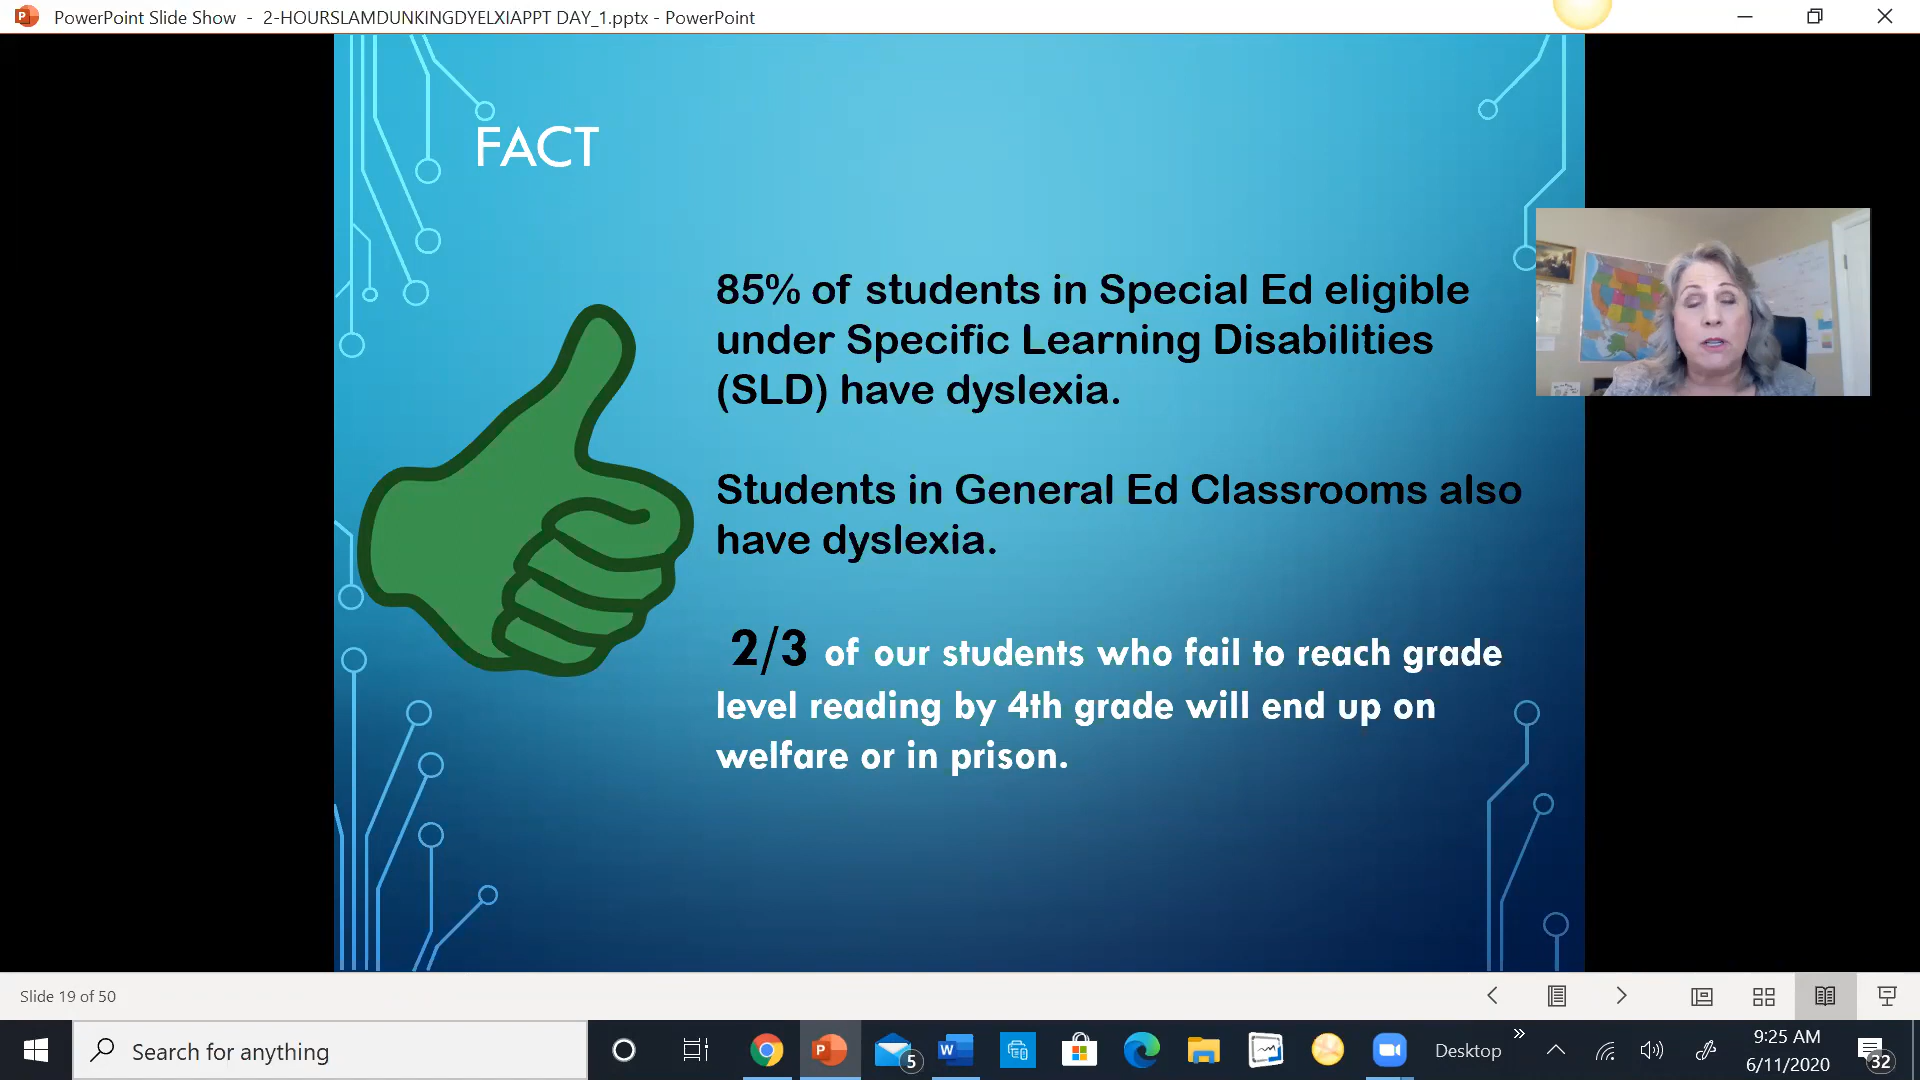 PowerPoint Slide Show - 2-HOURSLAMDUNKINGDYELXIAPPT DAY_1.pptx - PowerPoint
FACT
85% of students in Special Ed eligible
under Specific Learning Disabilities
(SLD) have dyslexia.
Students in General Ed Classrooms also
have dyslexia.
2/3 of our students who fail to reach grade
level reading by 4th grade will end up on
welfare or in prison.
Slide 19 of 50
Search for anything
5
Desktop
9:25 AM
6/11/2020
32